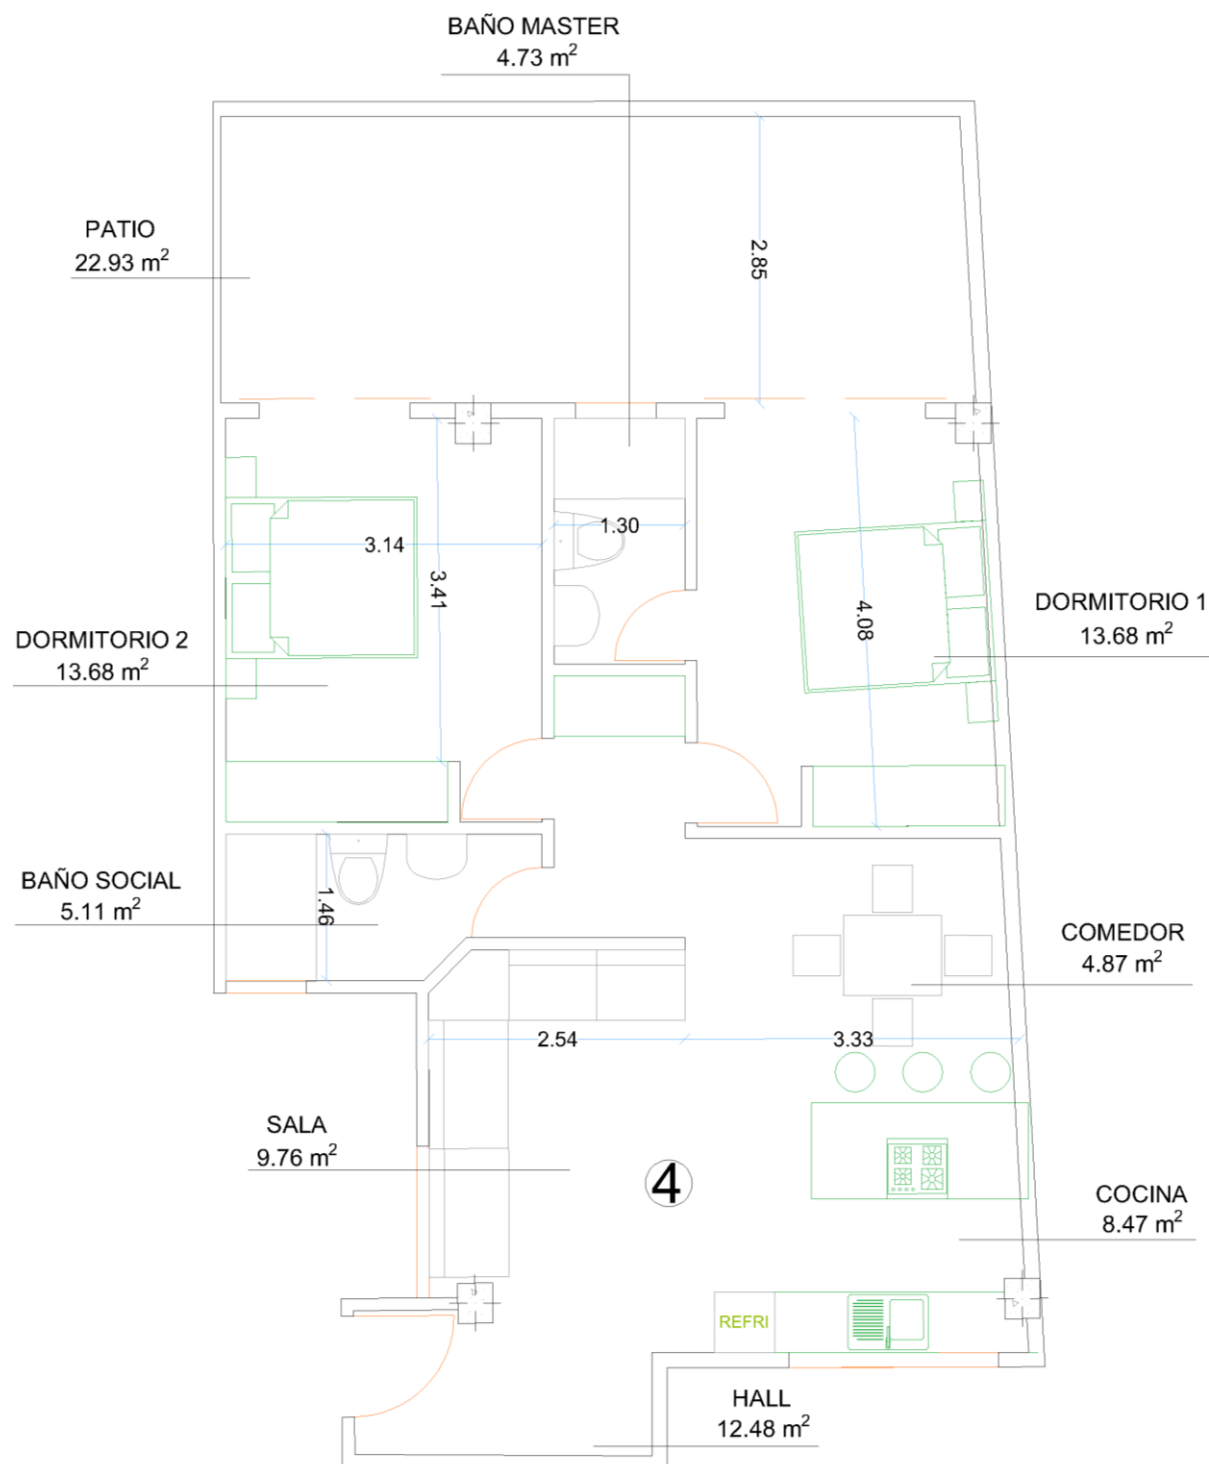 BAÑO MASTER
4.73 m²
PATIO
22.93 m²
2.85
1.30
3.14
3.41
4.08
DORMITORIO 1
13.68 m²
DORMITORIO 2
13.68 m²
BAÑO SOCIAL
5.11 m²
1.46
COMEDOR
4.87 m²
2.54
3.33
SALA
9.76 m²
4
COCINA
8.47 m²
REFRI
HALL
12.48 m²